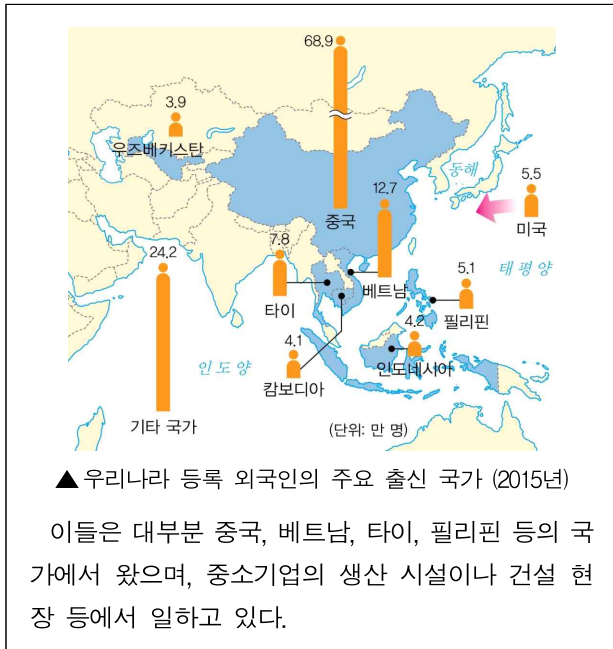 68.9
3.9
우즈베키스탄
동해
5.5
12.7
중국
미국
7.8
24.2
베트남
태평양
5.1
타이
필리핀
4.1
4.2
인도양
인도네시아
캄보디아
기타 국가
(단위: 만 명)
▲ 우리나라 등록 외국인의 주요 출신 국가 (2015년)
이들은 대부분 중국, 베트남, 타이, 필리핀 등의 국
가에서 왔으며, 중소기업의 생산 시설이나 건설 현
장 등에서 일하고 있다.